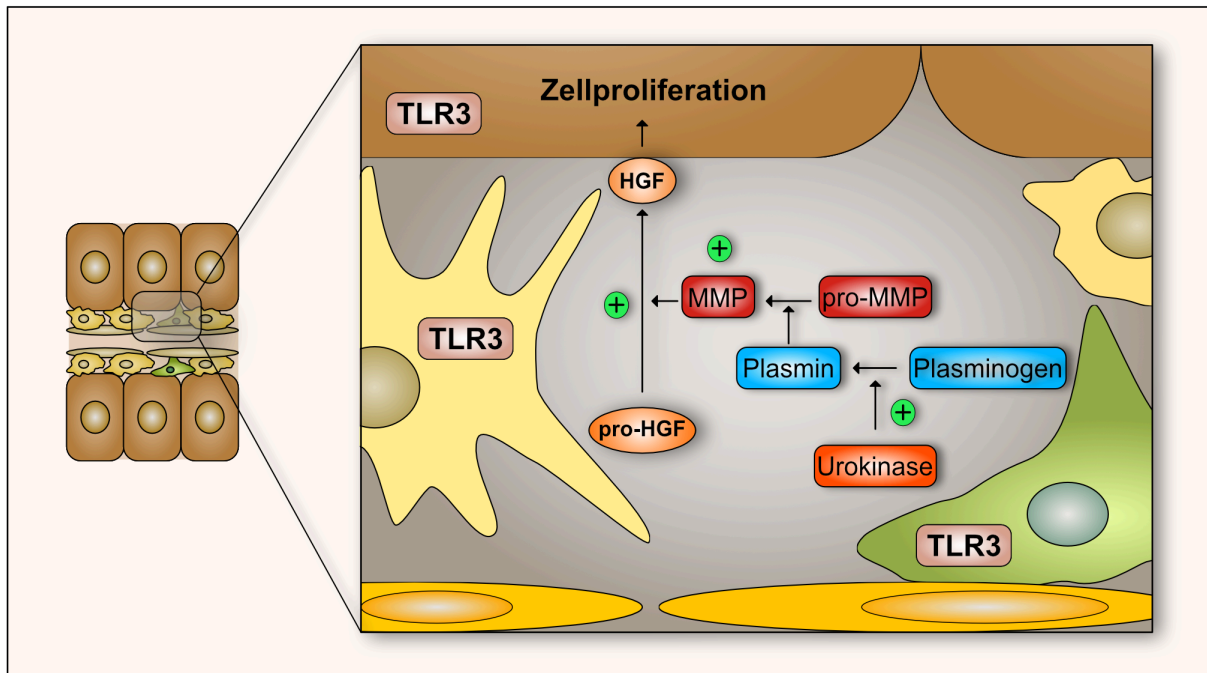 Zellproliferation
TLR3
HGF
+
+
MMP
pro-MMP
TLR3
Plasmin
Plasminogen
+
pro-HGF
Urokinase
TLR3